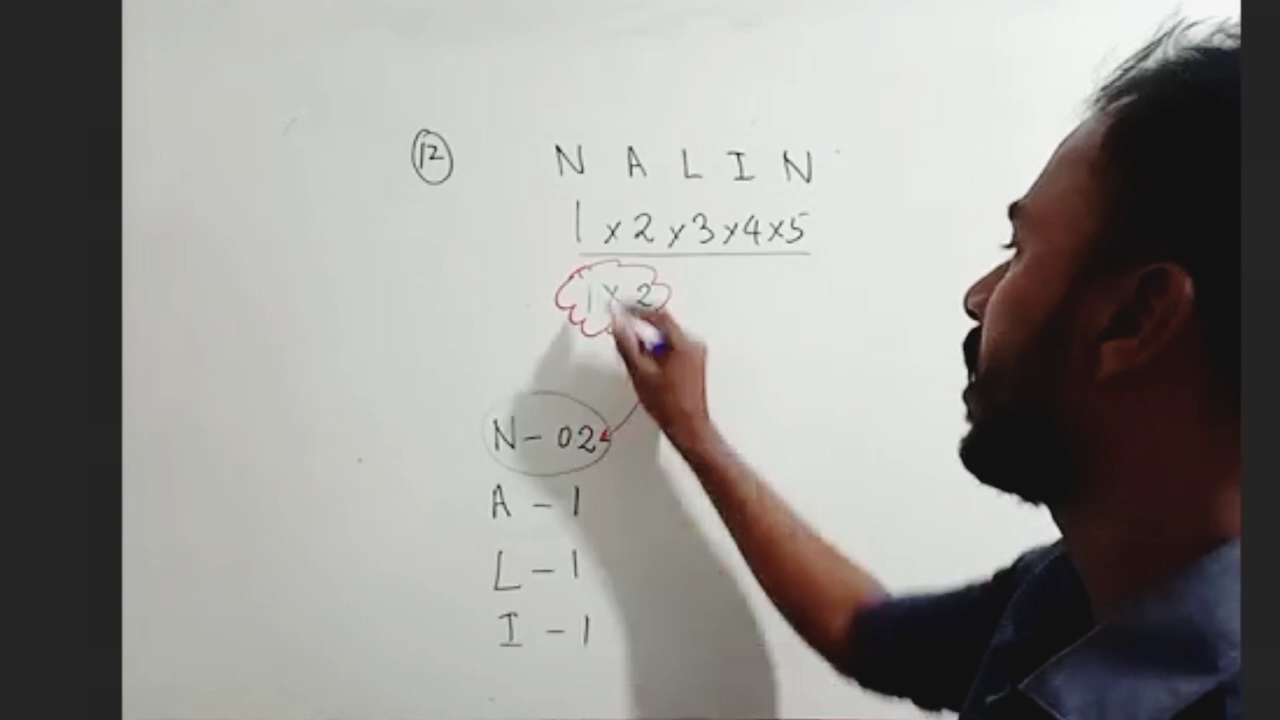 12 N A L I N
1 x 2 x 3 x 4 x 5
1 x 2
N - 02
A - 1
L - 1
I - 1